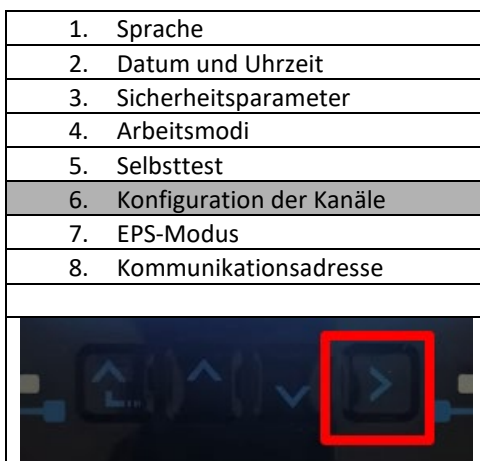 1. Sprache
2. Datum und Uhrzeit
3. Sicherheitsparameter
4. Arbeitsmodi
5. Selbsttest
6. Konfiguration der Kanäle
7. EPS-Modus
8. Kommunikationsadresse